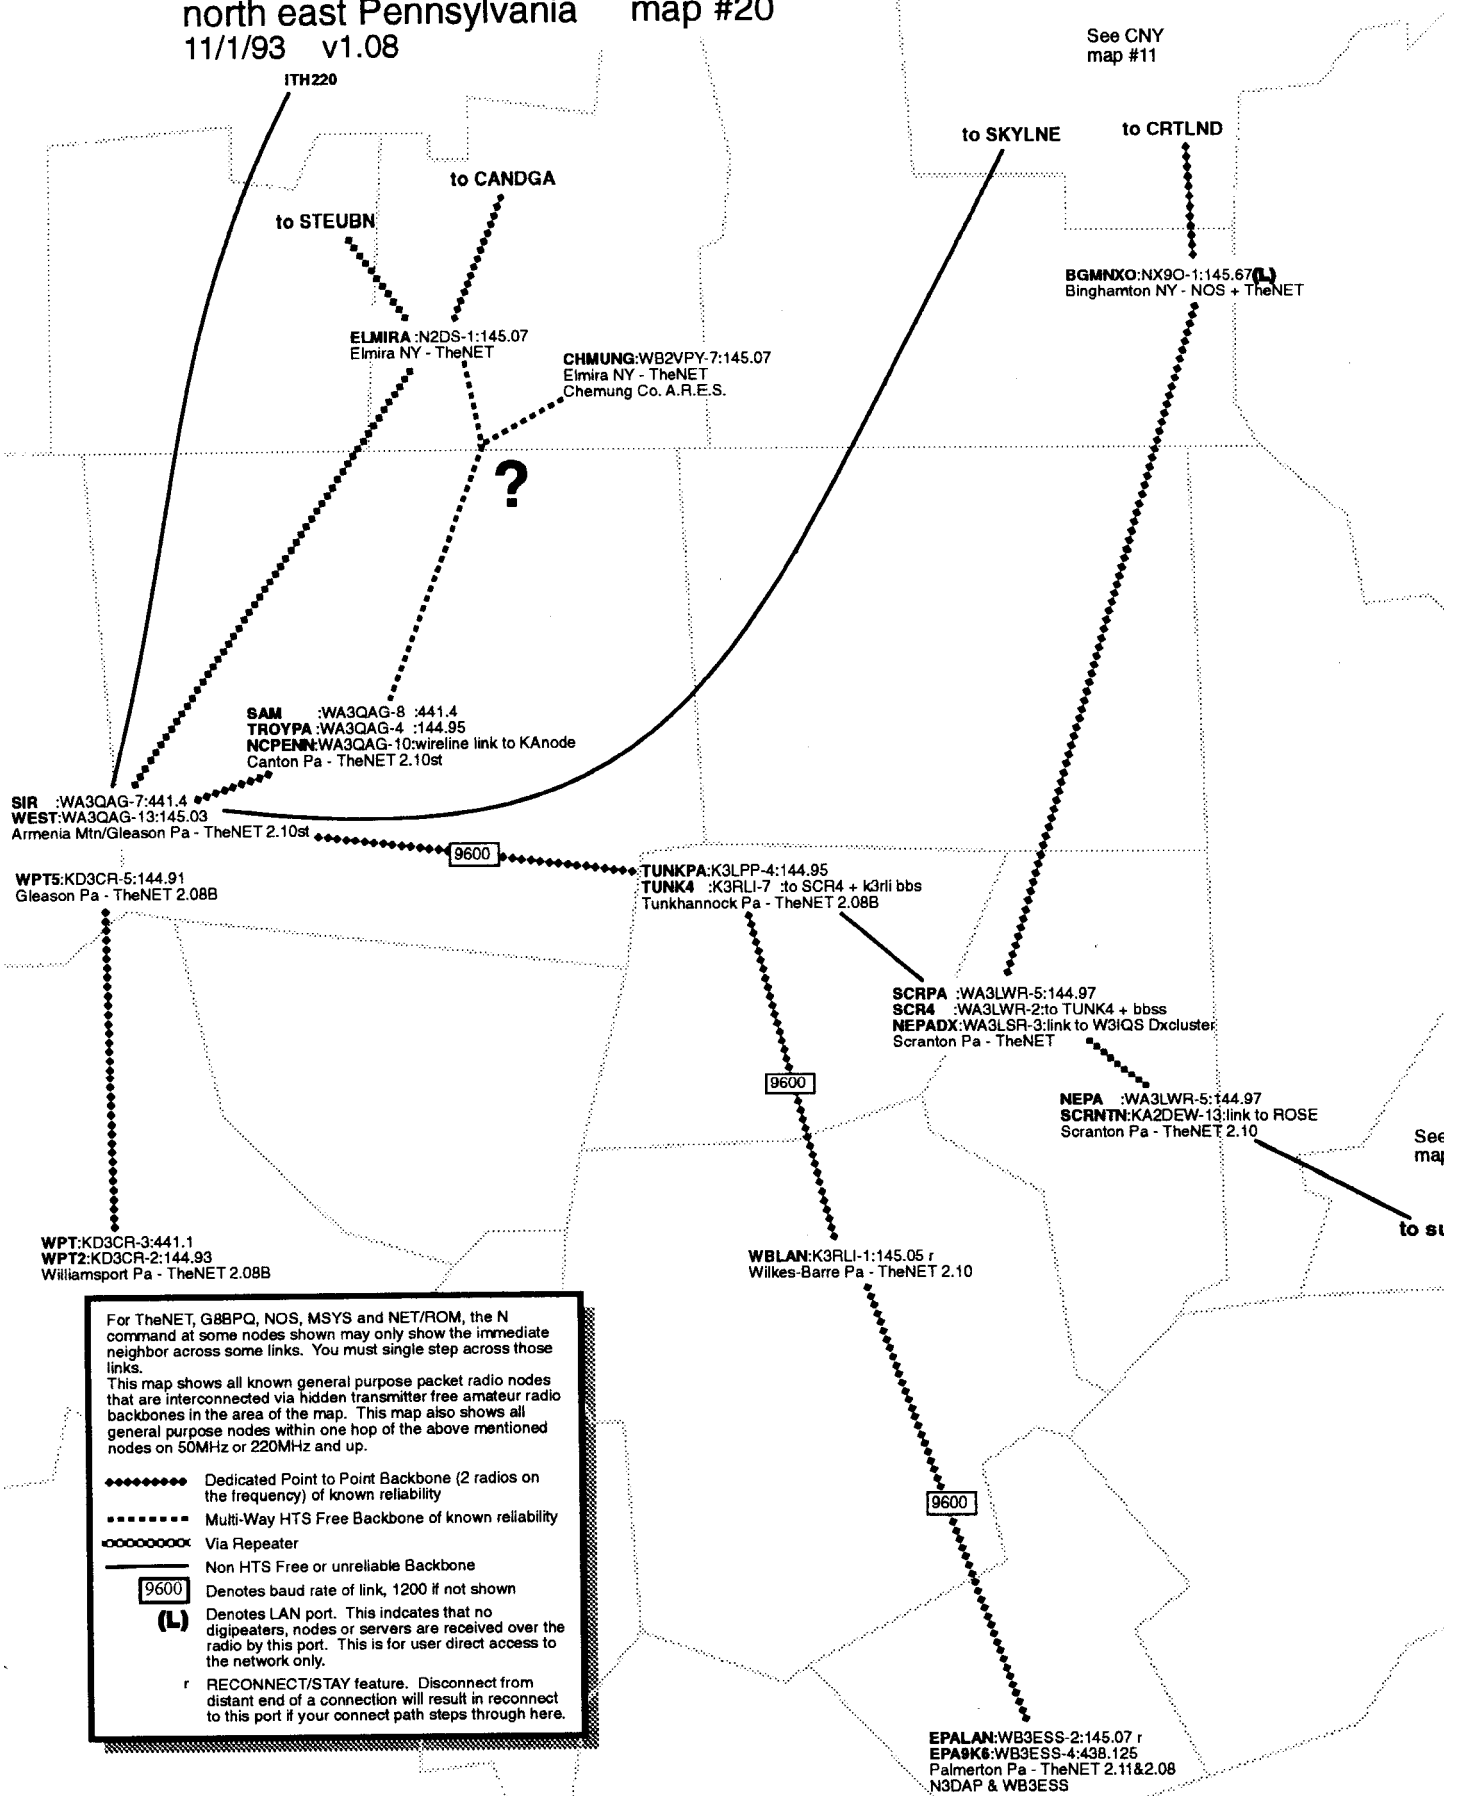 north east Pennsylvania map #20
11/1/93 v1.08
See CNY
map #11
ITH220
to SKYLNE
to CRTLND
to CANDGA
to STEUBN
BGMNXO:NX9O-1:145.67(L)
Binghamton NY - NOS + TheNET
ELMIRA :N2DS-1:145.07
Elmira NY - TheNET
CHMUNG:WB2VPY-7:145.07
Elmira NY - TheNET
Chemung Co. A.R.E.S.
?
SAM :WA3QAG-8 :441.4
TROYPA :WA3QAG-4 :144.95
NCPENN:WA3QAG-10:wireline link to KAnode
Canton Pa - TheNET 2.10st
SIR :WA3QAG-7:441.4
WEST:WA3QAG-13:145.03
Armenia Mtn/Gleason Pa - TheNET 2.10st
9600
WPT5:KD3CR-5:144.91
Gleason Pa - TheNET 2.08B
TUNKPA:K3LPP-4:144.95
TUNK4 :K3RLI-7 :to SCR4 + k3rli bbs
Tunkhannock Pa - TheNET 2.08B
SCRPA :WA3LWR-5:144.97
SCR4 :WA3LWR-2:to TUNK4 + bbss
NEPADX:WA3LSR-3:link to W3IQS Dxcluster
Scranton Pa - TheNET
9600
NEPA :WA3LWR-5:144.97
SCRNTN:KA2DEW-13:link to ROSE
Scranton Pa - TheNET 2.10
See
map
to su
WPT:KD3CR-3:441.1
WPT2:KD3CR-2:144.93
Williamsport Pa - TheNET 2.08B
WBLAN:K3RLI-1:145.05 r
Wilkes-Barre Pa - TheNET 2.10
For TheNET, G8BPQ, NOS, MSYS and NET/ROM, the N
command at some nodes shown may only show the immediate
neighbor across some links. You must single step across those
links.
This map shows all known general purpose packet radio nodes
that are interconnected via hidden transmitter free amateur radio
backbones in the area of the map. This map also shows all
general purpose nodes within one hop of the above mentioned
nodes on 50MHz or 220MHz and up.
Dedicated Point to Point Backbone (2 radios on
the frequency) of known reliability
Multi-Way HTS Free Backbone of known reliability
Via Repeater
Non HTS Free or unreliable Backbone
9600 Denotes baud rate of link, 1200 if not shown
(L) Denotes LAN port. This indcates that no
digipeaters, nodes or servers are received over the
radio by this port. This is for user direct access to
the network only.
r RECONNECT/STAY feature. Disconnect from
distant end of a connection will result in reconnect
to this port if your connect path steps through here.
9600
EPALAN:WB3ESS-2:145.07 r
EPA9K6:WB3ESS-4:438.125
Palmerton Pa - TheNET 2.11&2.08
N3DAP & WB3ESS